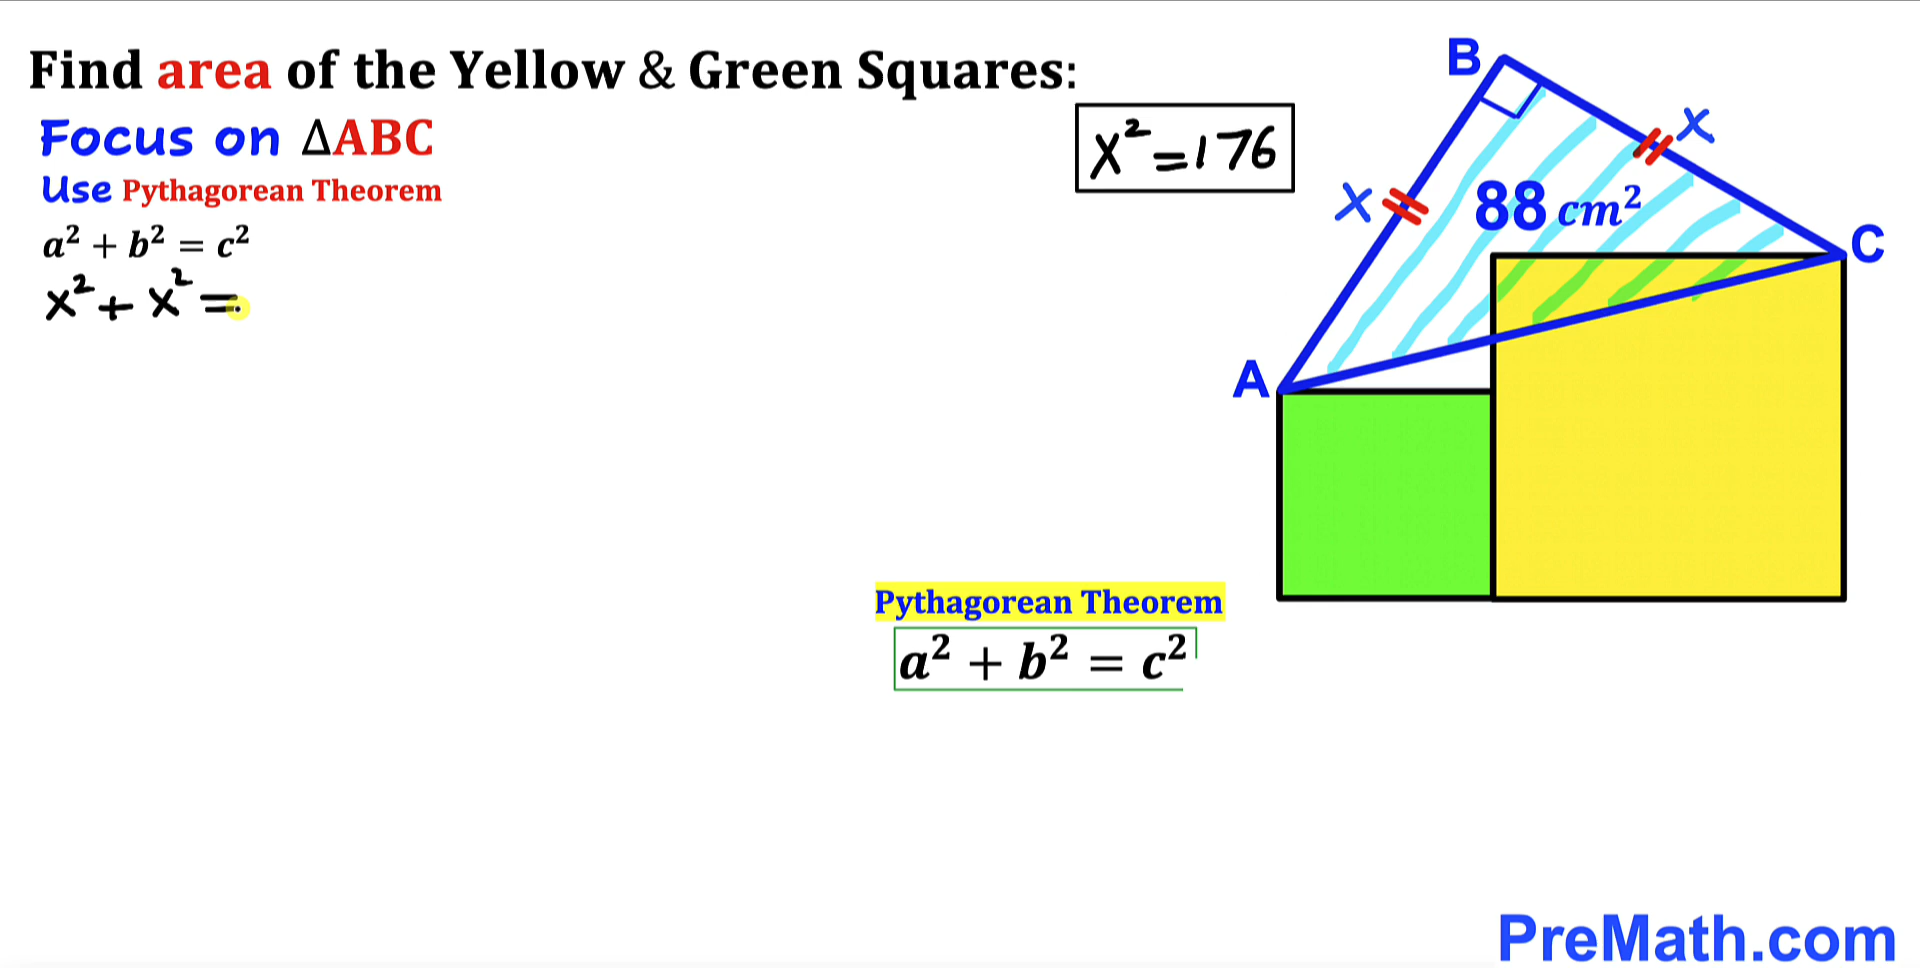 Find area of the Yellow & Green Squares:
Focus on ΔABC
Use Pythagorean Theorem
a² + b² = c²
x² + x² =
x² = 176
B
x
x
88 cm²
C
A
Pythagorean Theorem
a² + b² = c²
PreMath.com